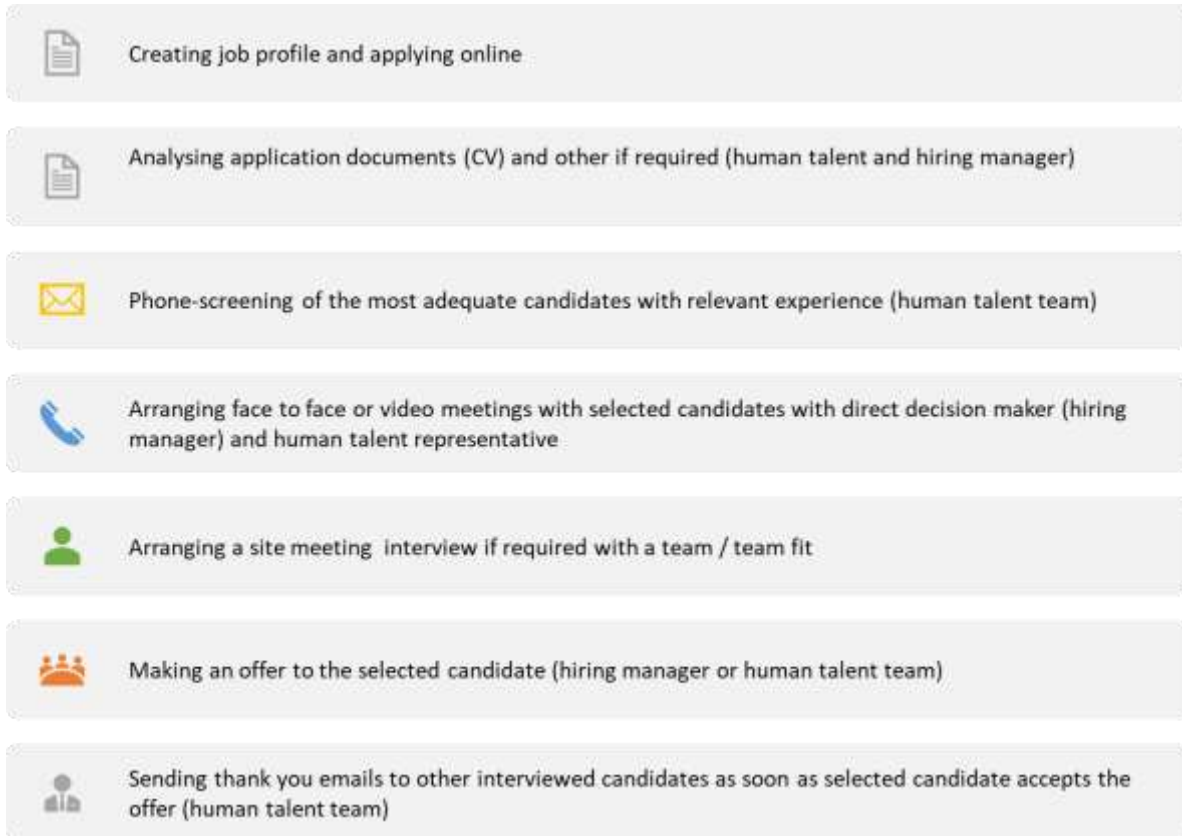 Creating job profile and applying online
Analysing application documents (CV) and other if required (human talent and hiring manager)
Phone-screening of the most adequate candidates with relevant experience (human talent team)
Arranging face to face or video meetings with selected candidates with direct decision maker (hiring
manager) and human talent representative
Arranging a site meeting interview if required with a team / team fit
Making an offer to the selected candidate (hiring manager or human talent team)
Sending thank you emails to other interviewed candidates as soon as selected candidate accepts the
offer (human talent team)